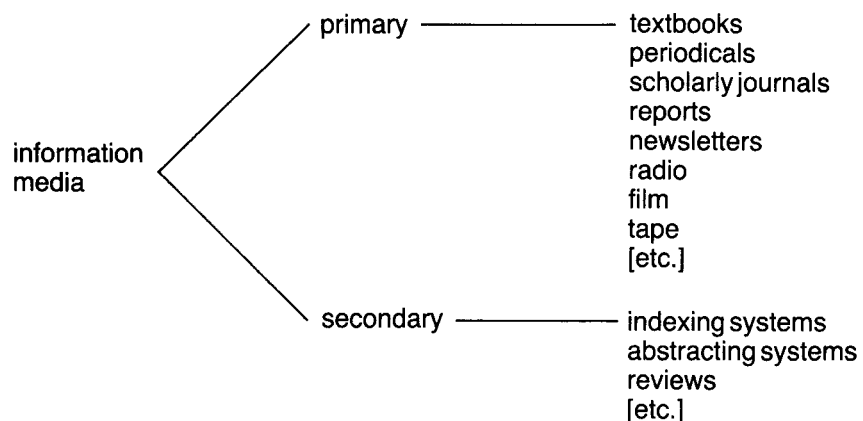 primary
textbooks
periodicals
scholarly journals
reports
newsletters
radio
film
tape
[etc.]
information
media
secondary
indexing systems
abstracting systems
reviews
[etc.]